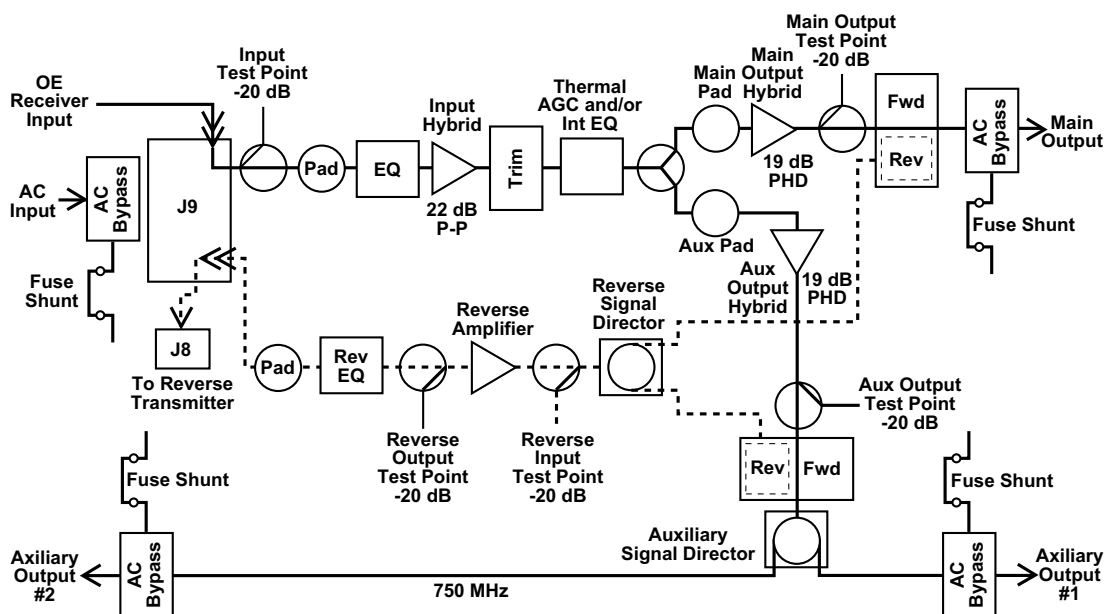 OE
Receiver
Input
Input
Test Point
-20 dB
Input
Hybrid
Thermal
AGC and/or
Int EQ
Main
Pad
Main
Output
Hybrid
Main Output
Test Point
-20 dB
Fwd
Rev
AC
Bypass
Main
Output
Fuse Shunt
AC
Input
AC
Bypass
J9
Pad
EQ
22 dB
P-P
Trim
19 dB
PHD
Aux Pad
Aux
Output
Hybrid
19 dB
PHD
Fuse
Shunt
J8
To Reverse
Transmitter
Pad
Rev
EQ
Reverse
Amplifier
Reverse
Signal
Director
Reverse
Output
Test Point
-20 dB
Reverse
Input
Test Point
-20 dB
Aux Output
Test Point
-20 dB
Rev
Fwd
Fuse Shunt
Fuse Shunt
Auxiliary
Signal Director
Axiliary
Output
#2
AC
Bypass
750 MHz
AC
Bypass
Axiliary
Output
#1